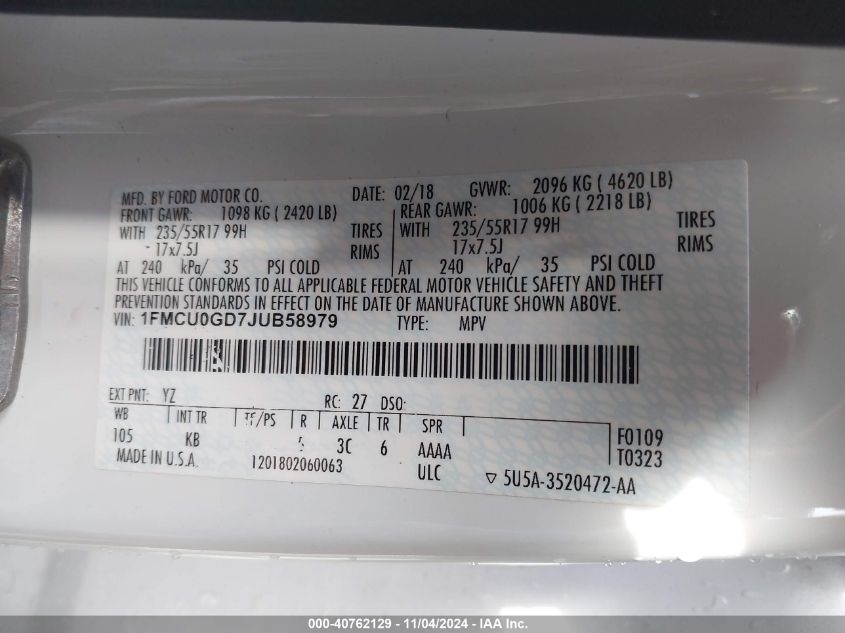 MFD. BY FORD MOTOR CO. DATE: 02/18 GVWR: 2096 KG ( 4620 LB)
FRONT GAWR: 1098 KG ( 2420 LB) REAR GAWR: 1006 KG ( 2218 LB)
WITH 235/55R17 99H TIRES WITH 235/55R17 99H TIRES
17x7.5J RIMS 17x7.5J RIMS
AT 240 kPa/ 35 PSI COLD AT 240 kPa/ 35 PSI COLD
THIS VEHICLE CONFORMS TO ALL APPLICABLE FEDERAL MOTOR VEHICLE SAFETY AND THEFT
PREVENTION STANDARDS IN EFFECT ON THE DATE OF MANUFACTURE SHOWN ABOVE.
VIN: 1FMCU0GD7JUB58979 TYPE: MPV
EXT PNT: YZ RC: 27 DSO:
WB INT TR TP/PS R AXLE TR SPR
105 KB 3C 6 AAAA F0109
MADE IN U.S.A. 1201802060063 ULC T0323
▽ 5U5A-3520472-AA
000-40762129 - 11/04/2024 - IAA Inc.